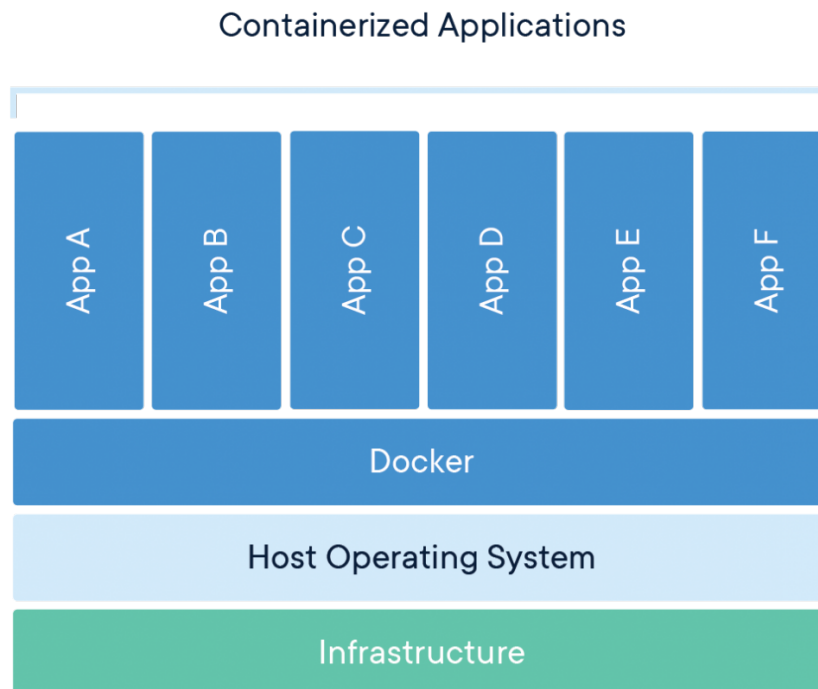 Containerized Applications
App A
App B
App C
App D
App E
App F
Docker
Host Operating System
Infrastructure